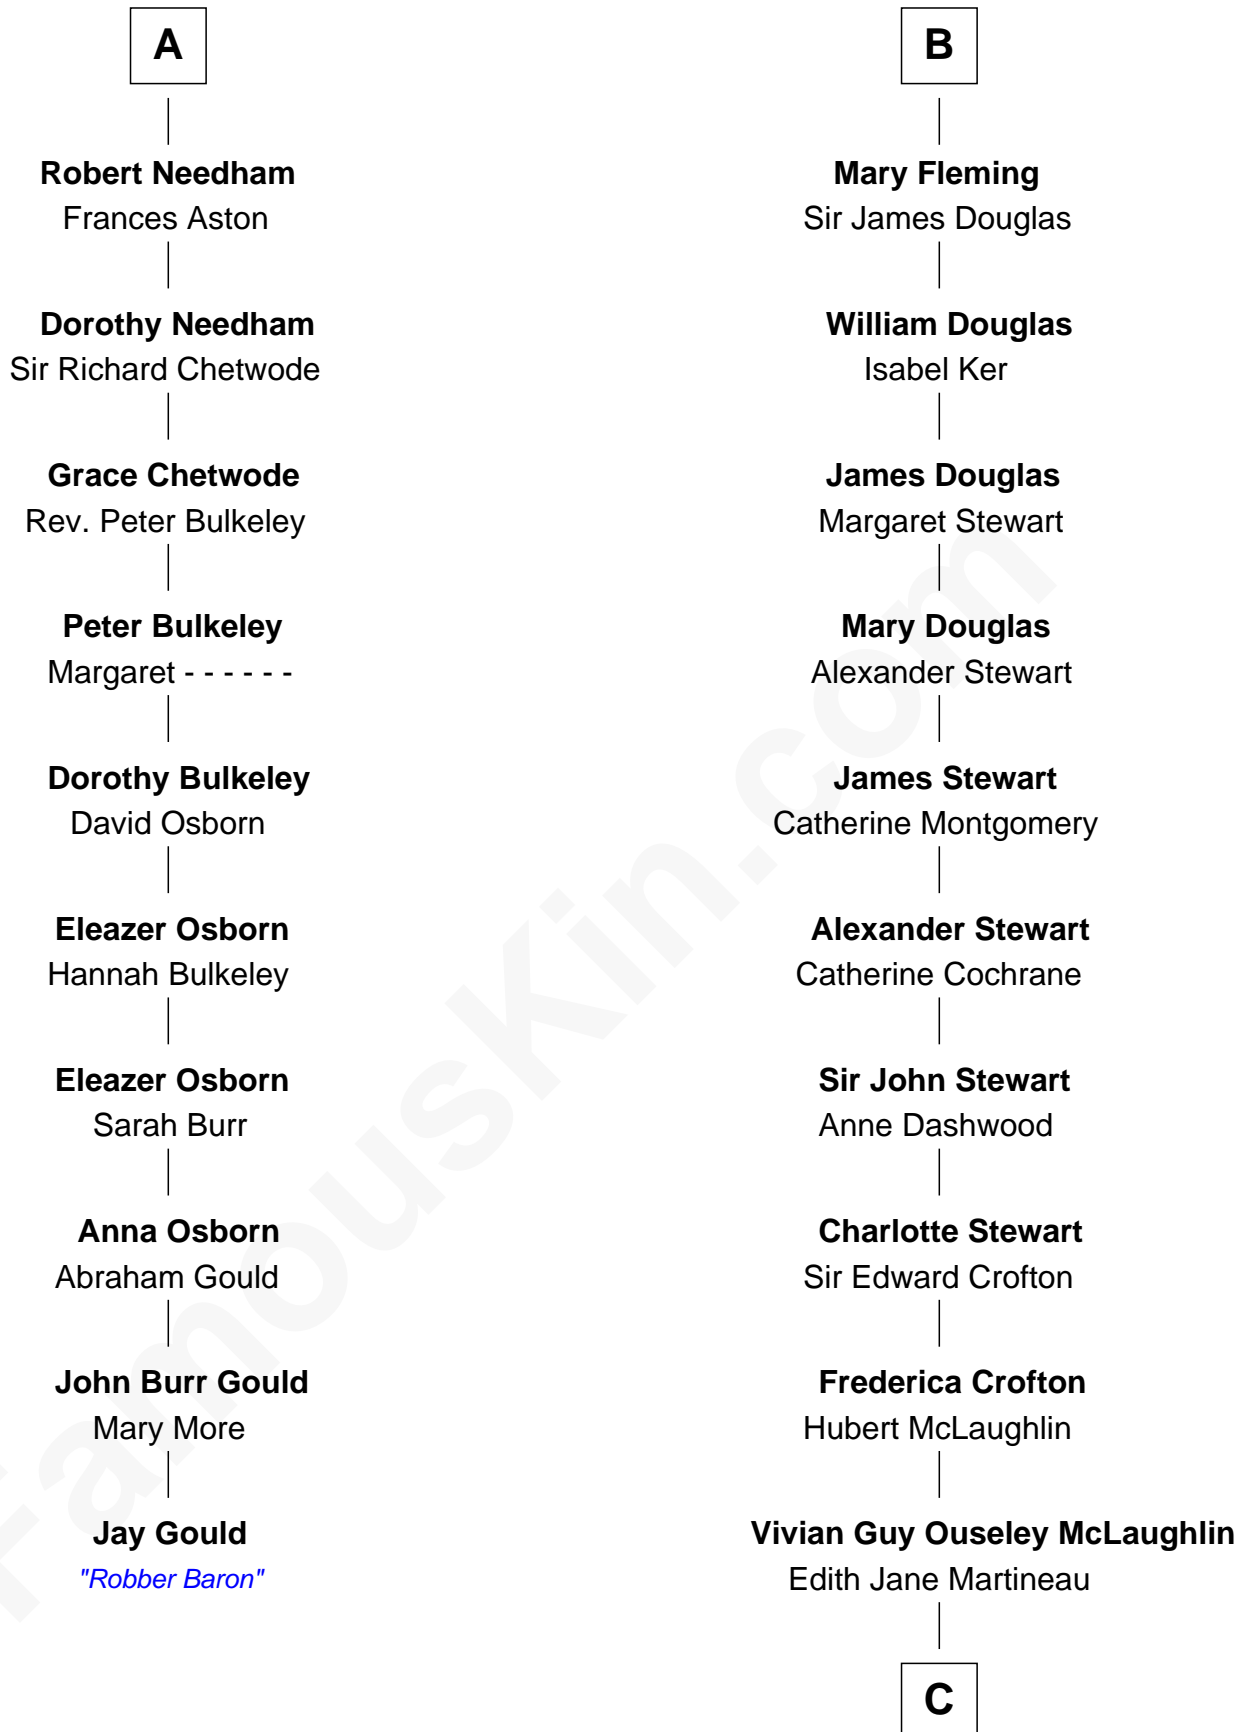 A
Robert Needham
Frances Aston
Dorothy Needham
Sir Richard Chetwode
Grace Chetwode
Rev. Peter Bulkeley
Peter Bulkeley
Margaret - - - - - -
Dorothy Bulkeley
David Osborn
Eleazer Osborn
Hannah Bulkeley
Eleazer Osborn
Sarah Burr
Anna Osborn
Abraham Gould
John Burr Gould
Mary More
Jay Gould
"Robber Baron"
B
Mary Fleming
Sir James Douglas
William Douglas
Isabel Ker
James Douglas
Margaret Stewart
Mary Douglas
Alexander Stewart
James Stewart
Catherine Montgomery
Alexander Stewart
Catherine Cochrane
Sir John Stewart
Anne Dashwood
Charlotte Stewart
Sir Edward Crofton
Frederica Crofton
Hubert McLaughlin
Vivian Guy Ouseley McLaughlin
Edith Jane Martineau
C
FamousKin.com